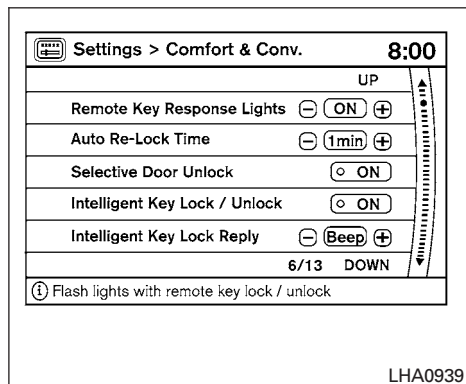 Settings > Comfort & Conv. 8:00
UP
Remote Key Response Lights - ON +
Auto Re-Lock Time - 1min +
Selective Door Unlock ON
Intelligent Key Lock / Unlock ON
Intelligent Key Lock Reply - Beep +
6/13 DOWN
i Flash lights with remote key lock / unlock
LHA0939